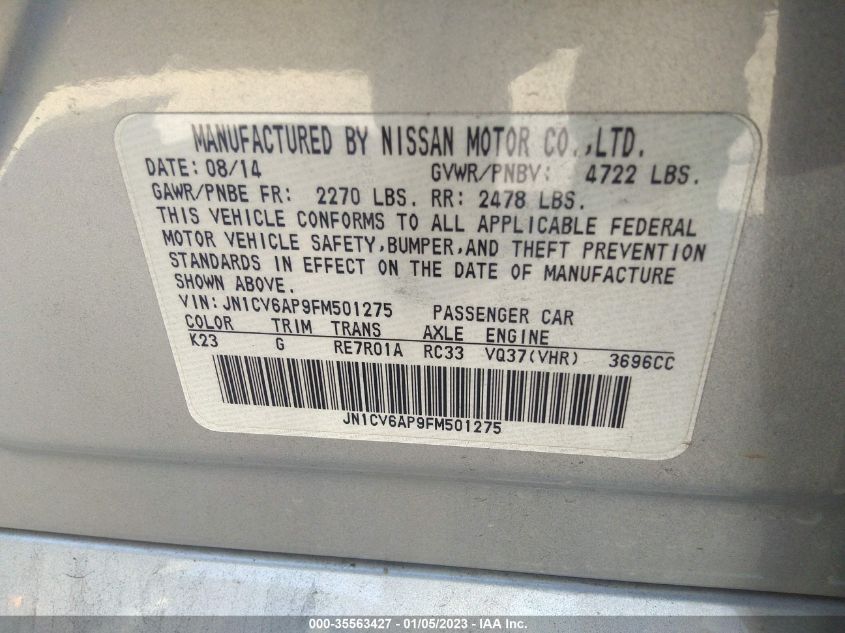 MANUFACTURED BY NISSAN MOTOR CO.,LTD.
DATE: 08/14 GVWR/PNBV: 4722 LBS.
GAWR/PNBE FR: 2270 LBS. RR: 2478 LBS.
THIS VEHICLE CONFORMS TO ALL APPLICABLE FEDERAL
MOTOR VEHICLE SAFETY,BUMPER,AND THEFT PREVENTION
STANDARDS IN EFFECT ON THE DATE OF MANUFACTURE
SHOWN ABOVE.
VIN:JN1CV6AP9FM501275 PASSENGER CAR
COLOR TRIM TRANS AXLE ENGINE
K23 G RE7R01A RC33 VQ37(VHR) 3696CC
JN1CV6AP9FM501275
000-35563427 - 01/05/2023 - COPYRIGHT © IAA